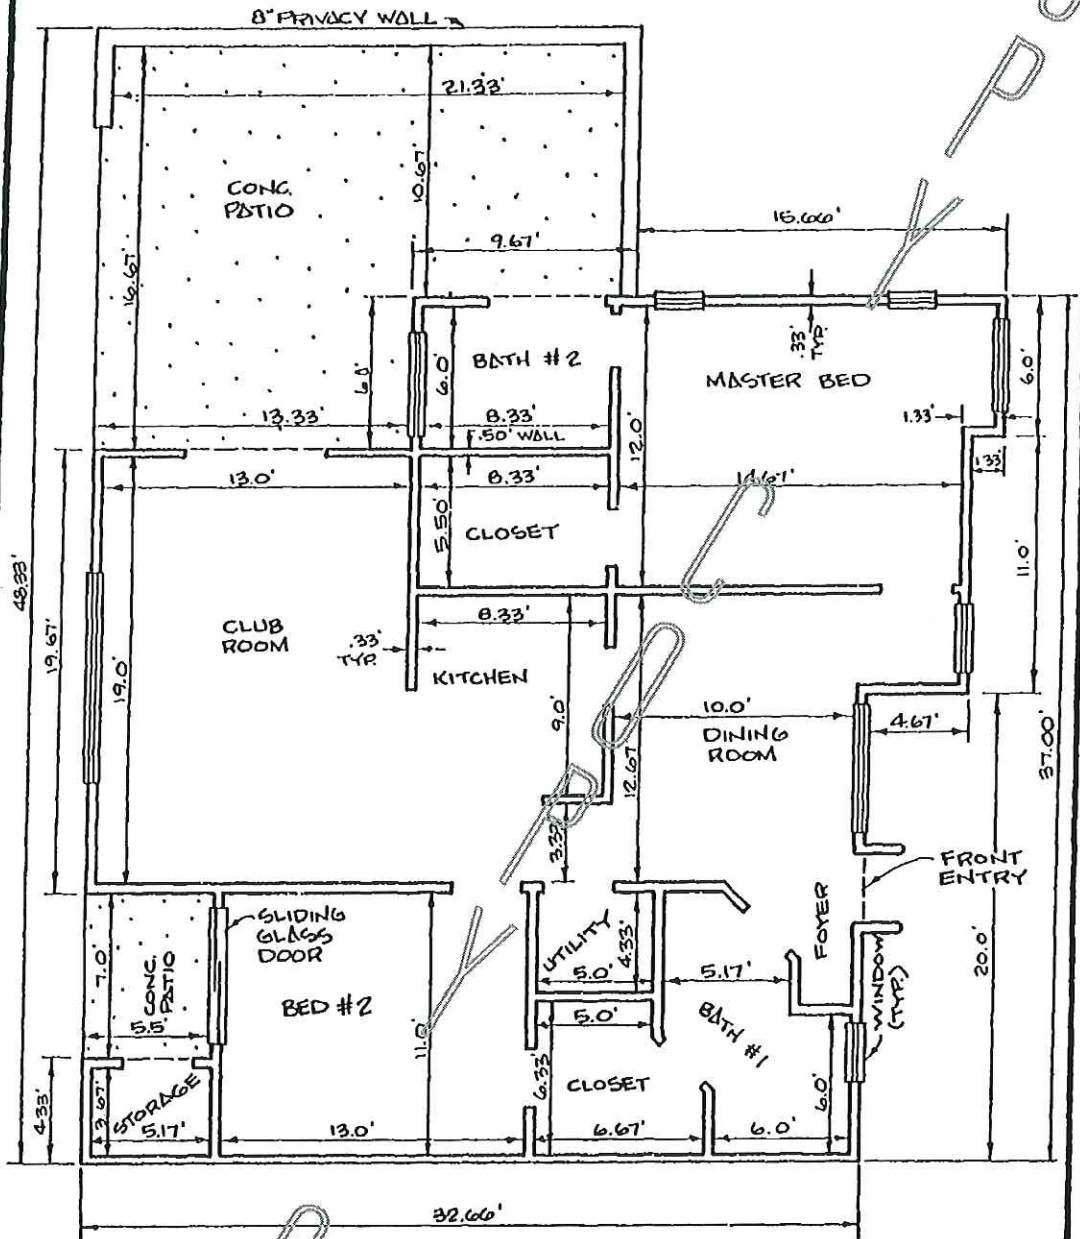 8" PRIVACY WALL
21.33'
CONC.
PATIO
10.67'
16.67'
15.66'
9.67'
BATH #2
.33'
TYP.
MASTER BED
6.0'
6.0'
6.0'
1.33'
13.33'
8.33'
.50' WALL
12.0'
1.33'
13.0'
8.33'
14.67'
5.50'
CLOSET
11.0'
48.33'
19.67'
19.0'
CLUB
ROOM
8.33'
.33'
TYP.
KITCHEN
9.0'
10.0'
DINING
ROOM
4.67'
37.00'
12.67'
3.33'
FRONT
ENTRY
FOYER
SLIDING
GLASS
DOOR
UTILITY
4.33'
7.0'
CONC.
PATIO
5.0'
5.17'
20.0'
WINDOW
(TYP.)
BED #2
5.5'
5.0'
BATH #1
11.0'
6.33'
CLOSET
6.0'
4.33'
3.67'
STORAGE
5.17'
13.0'
6.67'
6.0'
32.66'
COPY
COPY